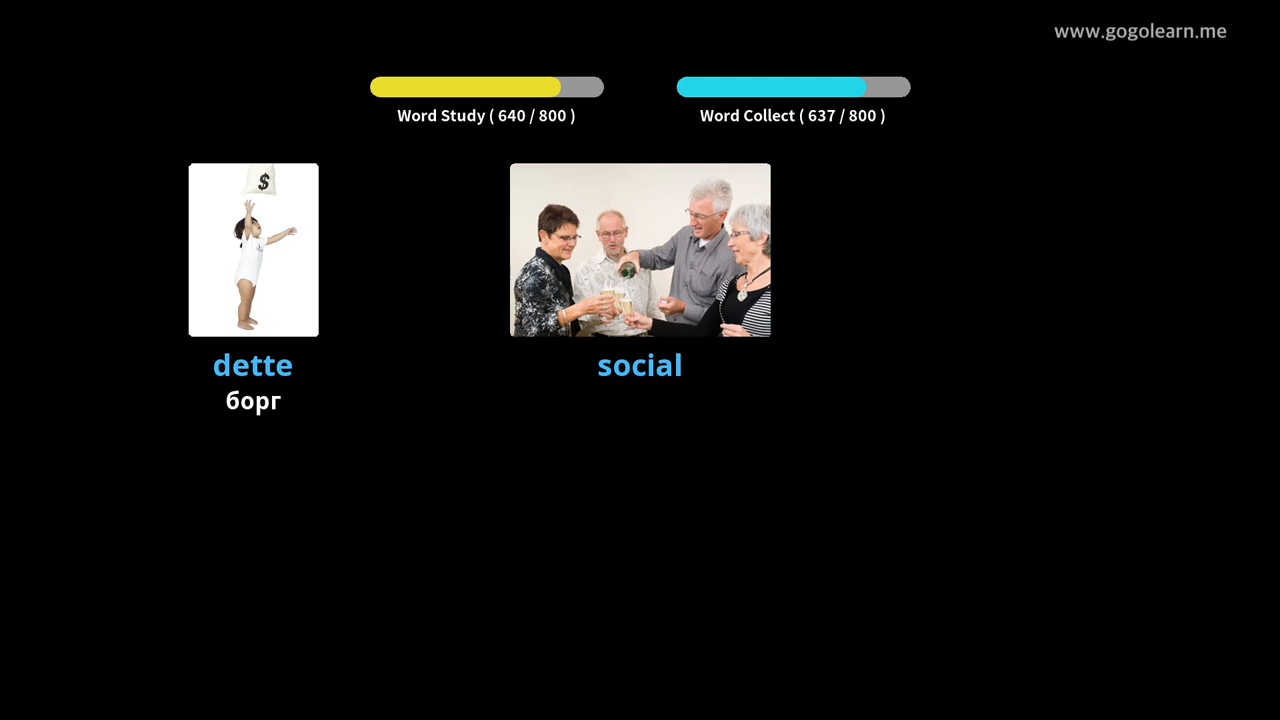 www.gogolearn.me
Word Study ( 640 / 800 )
Word Collect ( 637 / 800 )
$
dette
борг
social